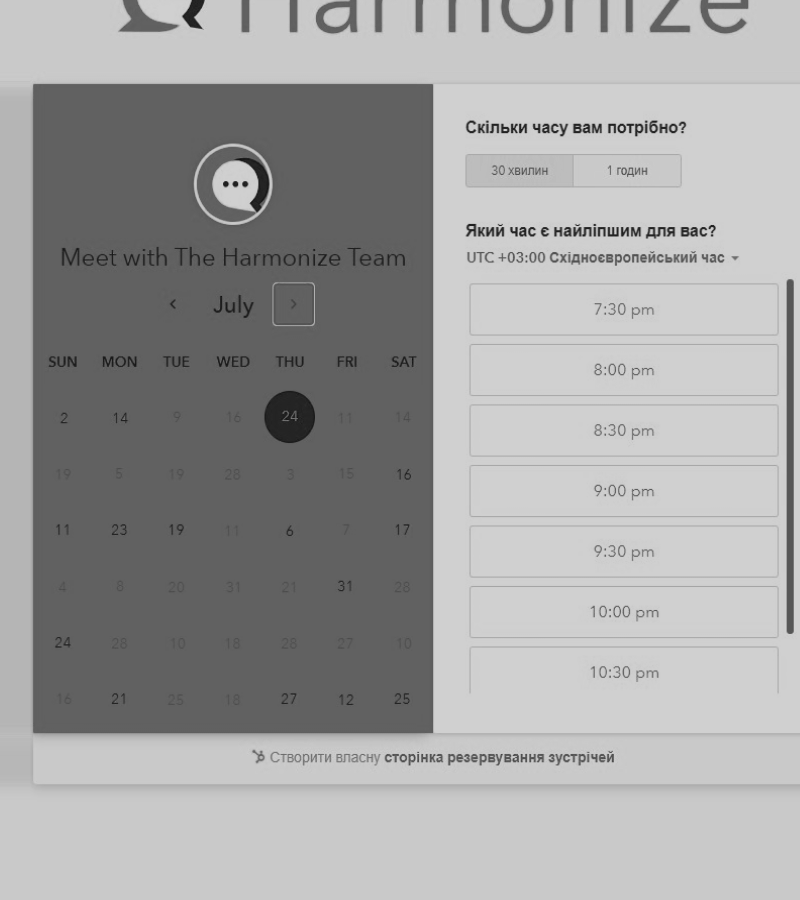 Harmonize
Meet with The Harmonize Team
July
SUN MON TUE WED THU FRI SAT
2 14 9 16 24 11 14
19 5 19 28 3 15 16
11 23 19 11 6 7 17
4 8 20 31 21 31 28
24 28 10 18 28 27 10
16 21 25 18 27 12 25
Скільки часу вам потрібно?
30 хвилин 1 годин
Який час є найліпшим для вас?
UTC +03:00 Східноєвропейський час
7:30 pm
8:00 pm
8:30 pm
9:00 pm
9:30 pm
10:00 pm
10:30 pm
Створити власну сторінка резервування зустрічей